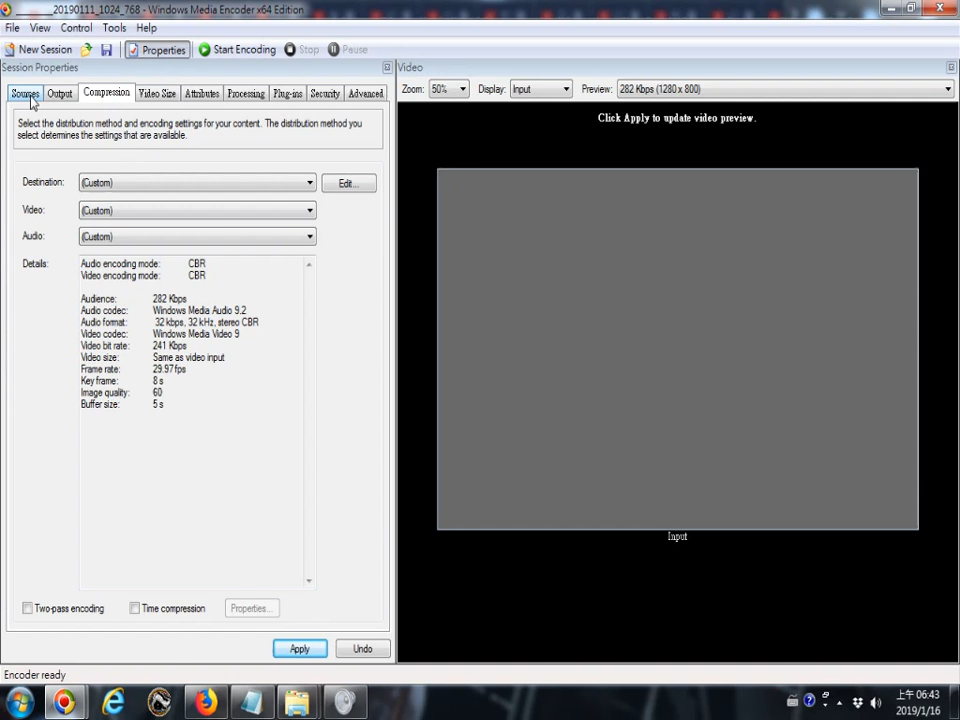 ________20190111_1024_768 - Windows Media Encoder x64 Edition
File View Control Tools Help
New Session Properties Start Encoding Stop Pause
Session Properties
Video
Sources Output Compression Video Size Attributes Processing Plug-ins Security Advanced
Zoom: 50% Display: Input Preview: 282 Kbps (1280 x 800)
Click Apply to update video preview.
Select the distribution method and encoding settings for your content. The distribution method you
select determines the settings that are available.
Destination: (Custom) Edit...
Video: (Custom)
Audio: (Custom)
Details:
Audio encoding mode: CBR
Video encoding mode: CBR
Audience: 282 Kbps
Audio codec: Windows Media Audio 9.2
Audio format: 32 kbps, 32 kHz, stereo CBR
Video codec: Windows Media Video 9
Video bit rate: 241 Kbps
Video size: Same as video input
Frame rate: 29.97 fps
Key frame: 8 s
Image quality: 60
Buffer size: 5 s
Input
Two-pass encoding Time compression Properties...
Apply Undo
Encoder ready
上午 06:43
2019/1/16